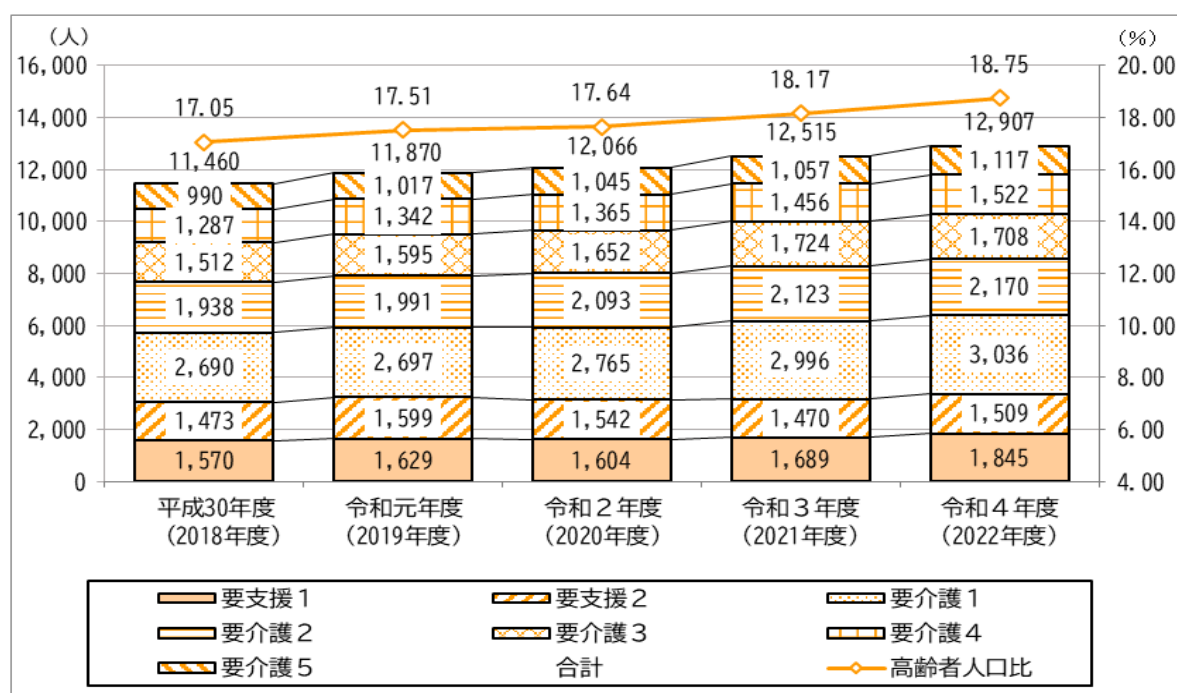 （人）
（%）
16,000
14,000
12,000
10,000
8,000
6,000
4,000
2,000
0
20.00
18.00
16.00
14.00
12.00
10.00
8.00
6.00
4.00
17.05 17.51 17.64 18.17 18.75
11,460 11,870 12,066 12,515 12,907
990 1,017 1,045 1,057 1,117
1,287 1,342 1,365 1,456 1,522
1,512 1,595 1,652 1,724 1,708
1,938 1,991 2,093 2,123 2,170
2,690 2,697 2,765 2,996 3,036
1,473 1,599 1,542 1,470 1,509
1,570 1,629 1,604 1,689 1,845
平成30年度 令和元年度 令和２年度 令和３年度 令和４年度
（2018年度） （2019年度） （2020年度） （2021年度） （2022年度）
要支援１ 要支援２ 要介護１
要介護２ 要介護３ 要介護４
要介護５ 合計 高齢者人口比